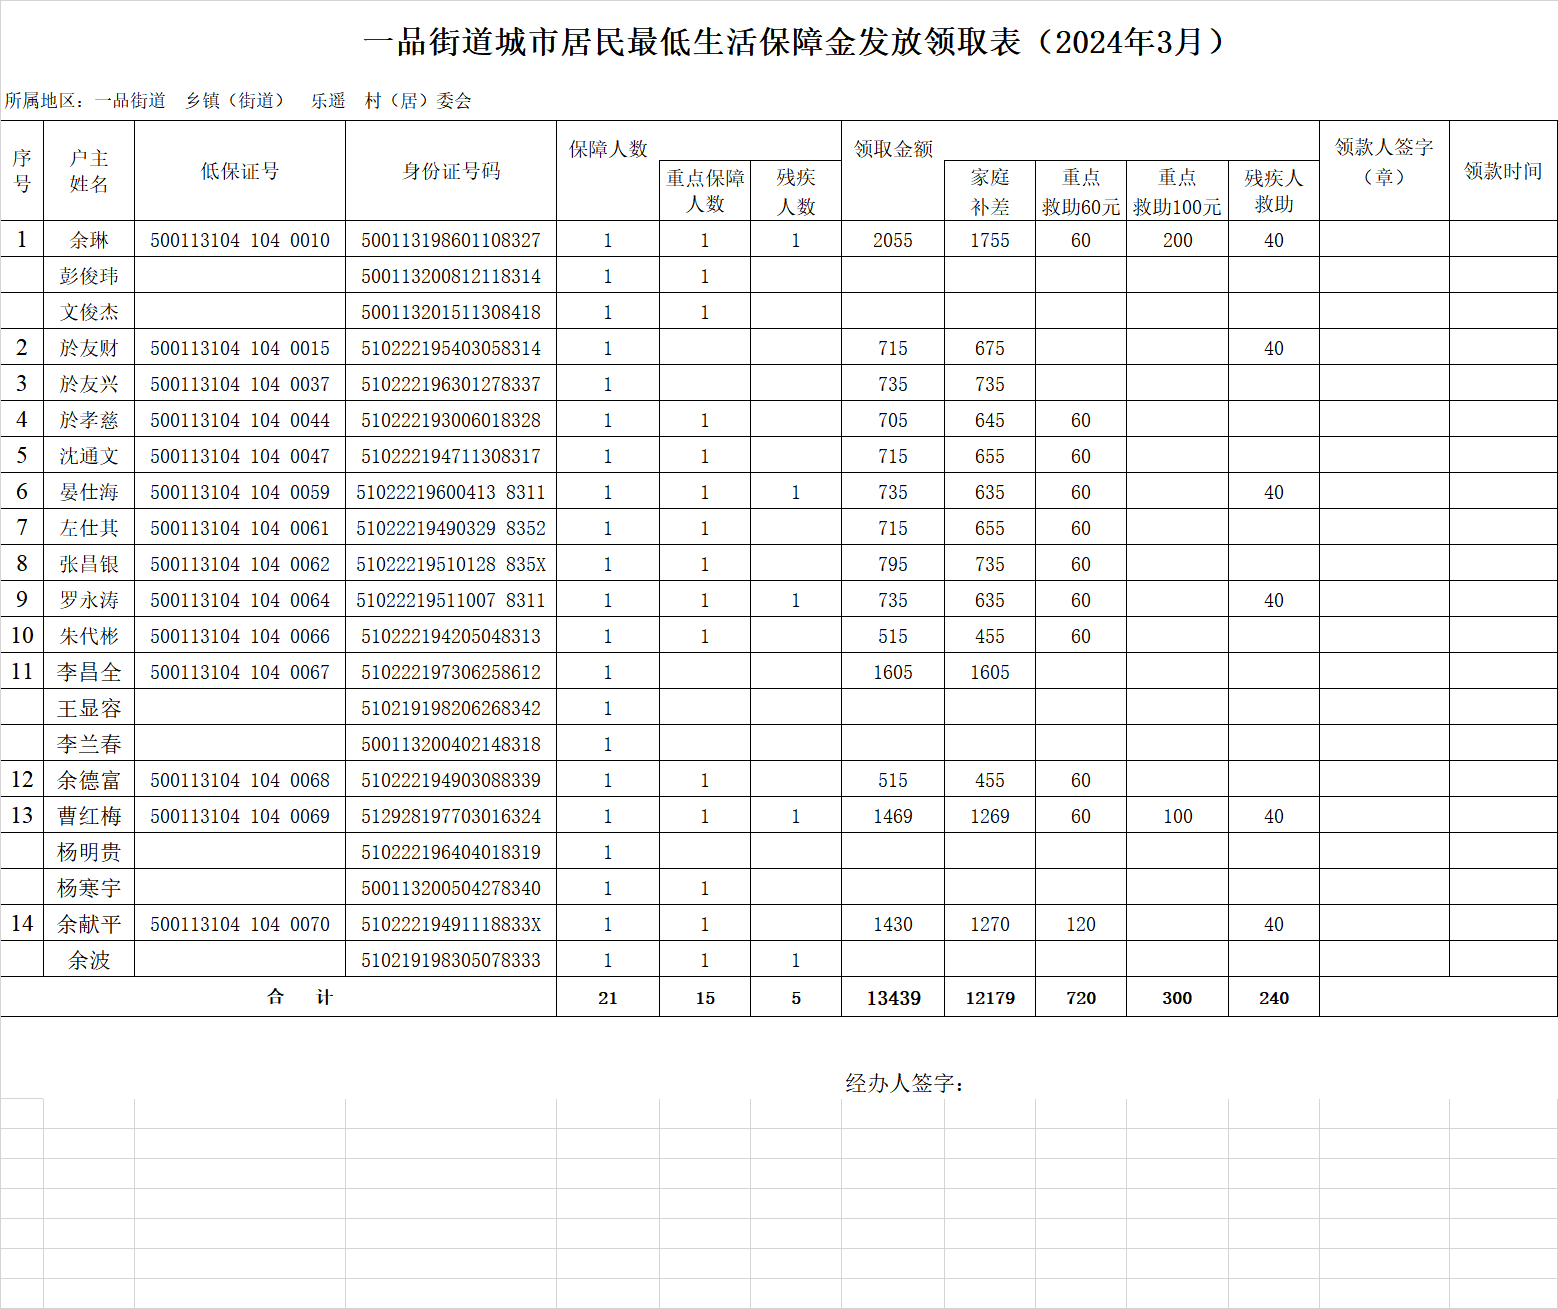 一品街道城市居民最低生活保障金发放领取表（2024年3月）
所属地区：一品街道 乡镇（街道） 乐遥 村（居）委会
序号 户主姓名 低保证号 身份证号码 保障人数 重点保障人数 残疾人数 领取金额 家庭补差 重点救助60元 重点救助100元 残疾人救助 领款人签字（章） 领款时间
1 余琳 500113104 104 0010 500113198601108327 1 1 1 2055 1755 60 200 40
彭俊玮 500113200812118314 1 1
文俊杰 500113201511308418 1 1
2 於友财 500113104 104 0015 510222195403058314 1 715 675 40
3 於友兴 500113104 104 0037 510222196301278337 1 735 735
4 於孝慈 500113104 104 0044 510222193006018328 1 1 705 645 60
5 沈通文 500113104 104 0047 510222194711308317 1 1 715 655 60
6 晏仕海 500113104 104 0059 51022219600413 8311 1 1 1 735 635 60 40
7 左仕其 500113104 104 0061 51022219490329 8352 1 1 715 655 60
8 张昌银 500113104 104 0062 51022219510128 835X 1 1 795 735 60
9 罗永涛 500113104 104 0064 51022219511007 8311 1 1 1 735 635 60 40
10 朱代彬 500113104 104 0066 510222194205048313 1 1 515 455 60
11 李昌全 500113104 104 0067 510222197306258612 1 1605 1605
王显容 510219198206268342 1
李兰春 500113200402148318 1
12 余德富 500113104 104 0068 510222194903088339 1 1 515 455 60
13 曹红梅 500113104 104 0069 512928197703016324 1 1 1 1469 1269 60 100 40
杨明贵 510222196404018319 1
杨寒宇 500113200504278340 1 1
14 余献平 500113104 104 0070 51022219491118833X 1 1 1430 1270 120 40
余波 510219198305078333 1 1 1
合 计 21 15 5 13439 12179 720 300 240
经办人签字：